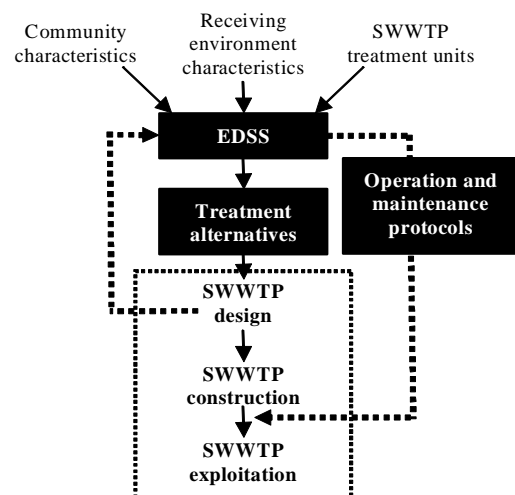 Community
characteristics
Receiving
environment
characteristics
SWWTP
treatment units
EDSS
Operation and
maintenance
protocols
Treatment
alternatives
SWWTP
design
SWWTP
construction
SWWTP
exploitation